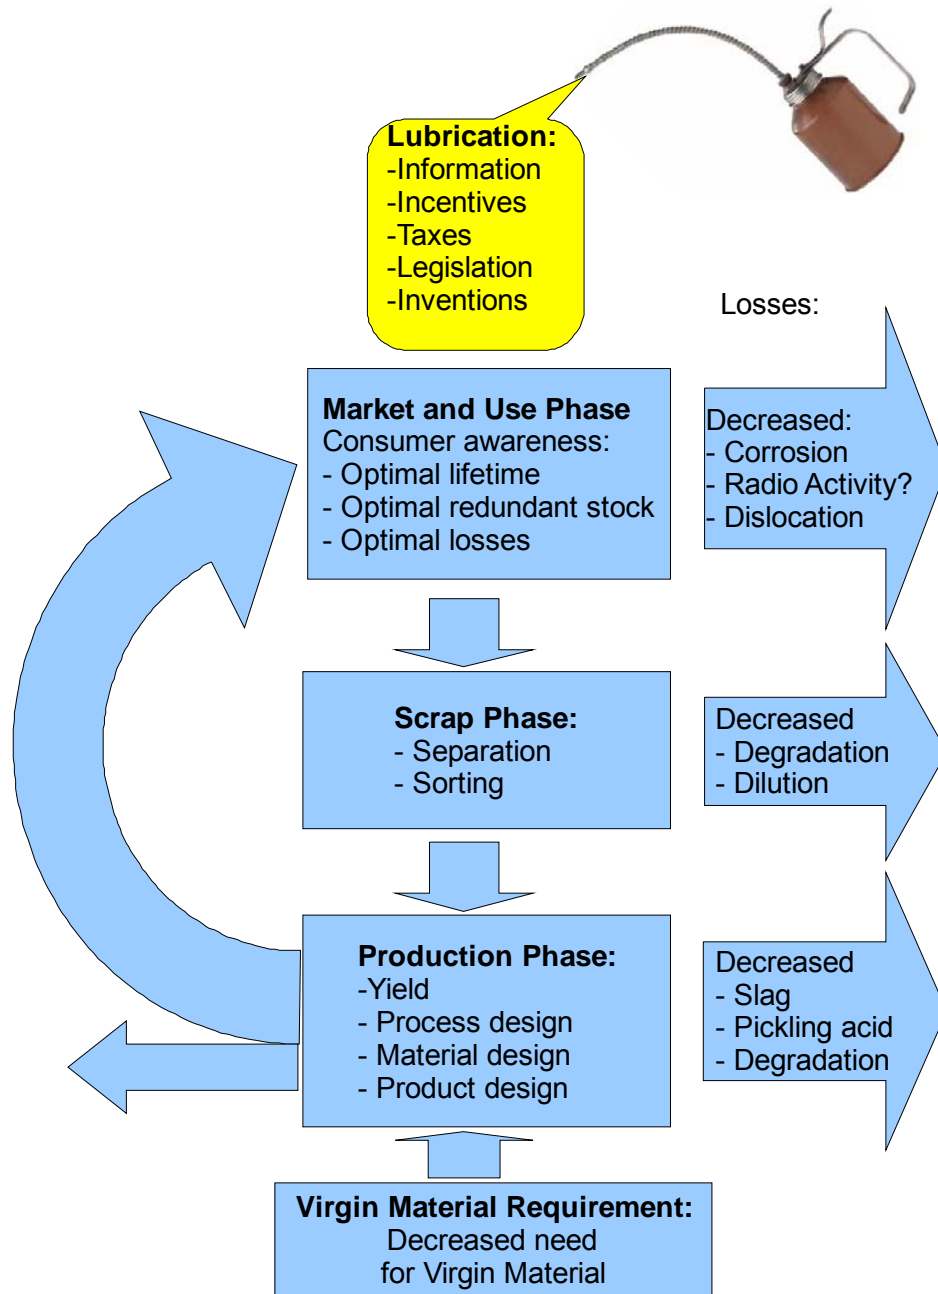 Lubrication:
-Information
-Incentives
-Taxes
-Legislation
-Inventions
Losses:
Market and Use Phase
Consumer awareness:
- Optimal lifetime
- Optimal redundant stock
- Optimal losses
Decreased:
- Corrosion
- Radio Activity?
- Dislocation
Scrap Phase:
- Separation
- Sorting
Decreased
- Degradation
- Dilution
Production Phase:
-Yield
- Process design
- Material design
- Product design
Decreased
- Slag
- Pickling acid
- Degradation
Virgin Material Requirement:
Decreased need
for Virgin Material